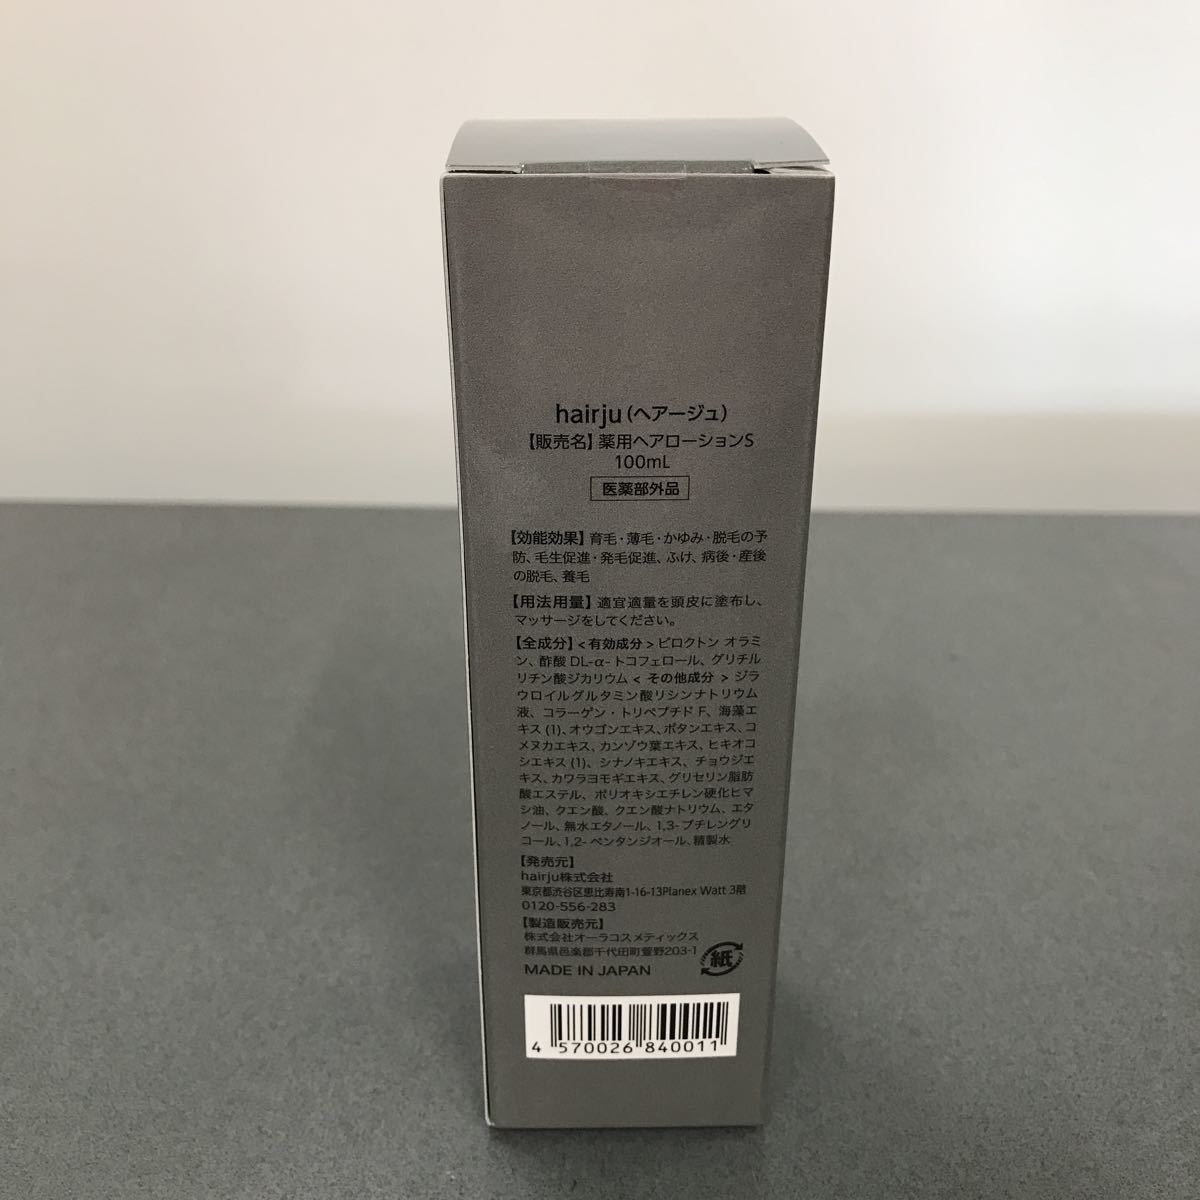 hairju(ヘアージュ)
【販売名】薬用ヘアローションS
100mL
医薬部外品
【効能効果】育毛・薄毛・かゆみ・脱毛の予
防、毛生促進・発毛促進、ふけ、病後・産後
の脱毛、養毛
【用法用量】適宜適量を頭皮に塗布し、
マッサージをしてください。
【全成分】<有効成分>ピロクトン オラミ
ン、酢酸 DL-α-トコフェロール、グリチル
リチン酸ジカリウム< その他成分 > ジラ
ウロイルグルタミン酸リシンナトリウム
液、コラーゲン・トリペプチド F、海藻エ
キス (1)、オウゴンエキス、ボタンエキス、コ
メヌカエキス、カンゾウ葉エキス、ヒキオコ
シエキス (1)、シナノキエキス、チョウジエ
キス、カワラヨモギエキス、グリセリン脂肪
酸エステル、ポリオキシエチレン硬化ヒマ
シ油、クエン酸、クエン酸ナトリウム、エタ
ノール、無水エタノール、1,3-ブチレングリ
コール、1,2-ペンタンジオール、精製水
【発売元】
hairju株式会社
東京都渋谷区恵比寿南1-16-13Planex Watt 3階
0120-556-283
【製造販売元】
株式会社オーラコスメティックス
群馬県邑楽郡千代田町萱野203-1
紙
MADE IN JAPAN
4 570026 840011